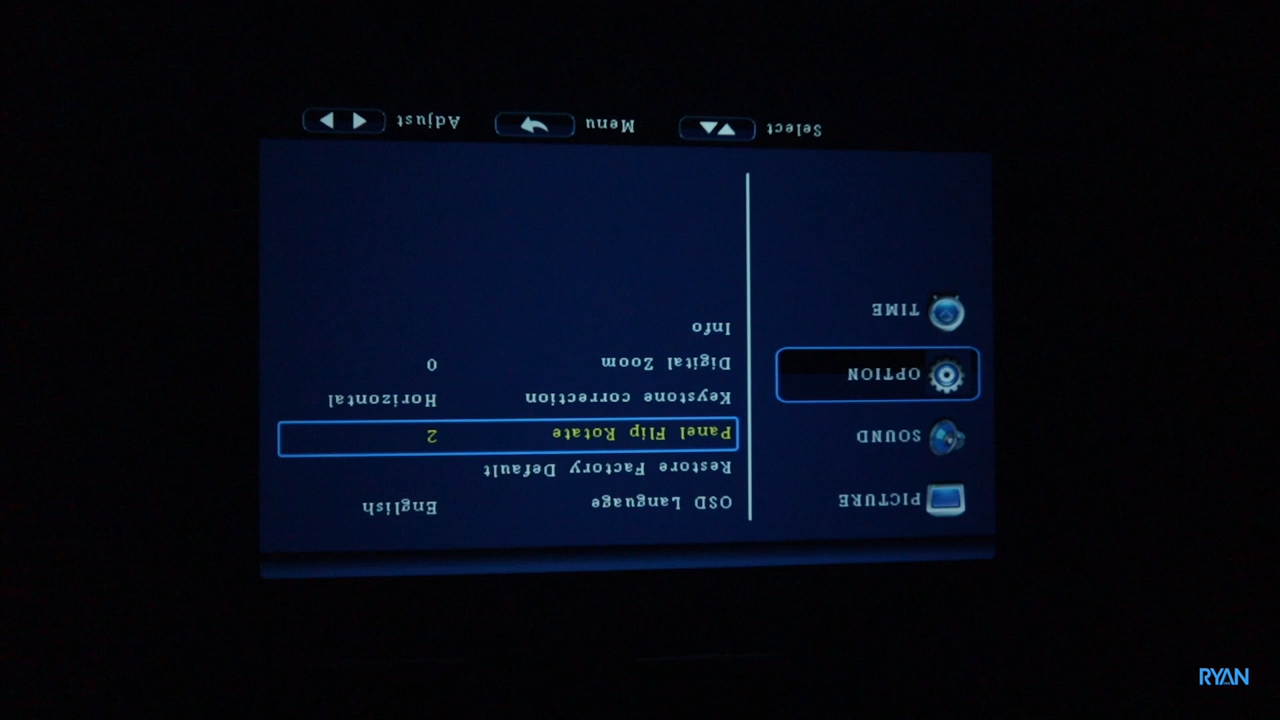 PICTURE
SOUND
OPTION
TIME
OSD Language English
Restore Factory Default
Panel Flip Rotate 2
Keystone correction Horizontal
Digital Zoom 0
Info
Select Menu Adjust
RYAN